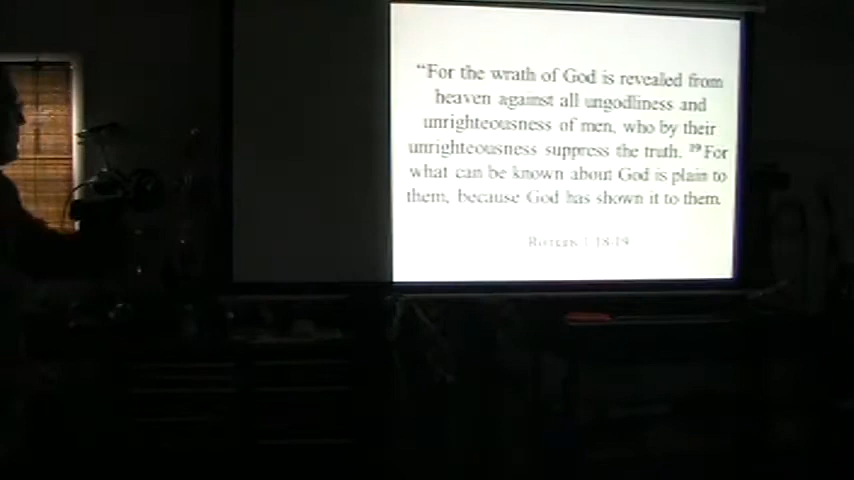 “For the wrath of God is revealed from
heaven against all ungodliness and
unrighteousness of men, who by their
unrighteousness suppress the truth. ¹⁹For
what can be known about God is plain to
them, because God has shown it to them.
Romans 1:18-19